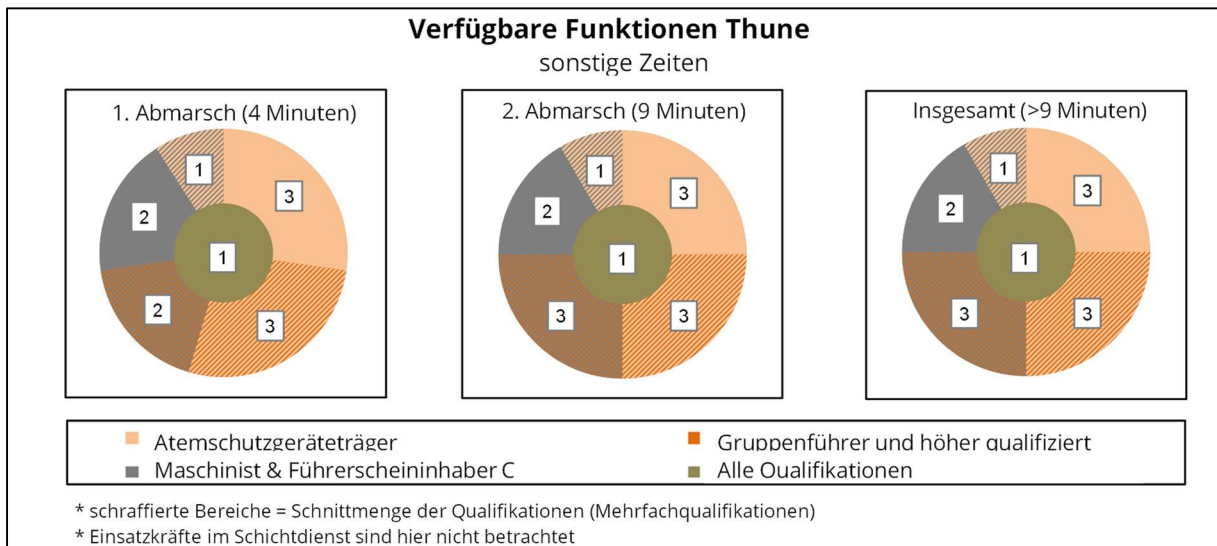 Verfügbare Funktionen Thune
sonstige Zeiten
1. Abmarsch (4 Minuten)
1
3
2
1
2
3
2. Abmarsch (9 Minuten)
1
3
2
1
3
3
Insgesamt (>9 Minuten)
1
3
2
1
3
3
Atemschutzgeräteträger
Gruppenführer und höher qualifiziert
Maschinist & Führerscheininhaber C
Alle Qualifikationen
* schraffierte Bereiche = Schnittmenge der Qualifikationen (Mehrfachqualifikationen)
* Einsatzkräfte im Schichtdienst sind hier nicht betrachtet